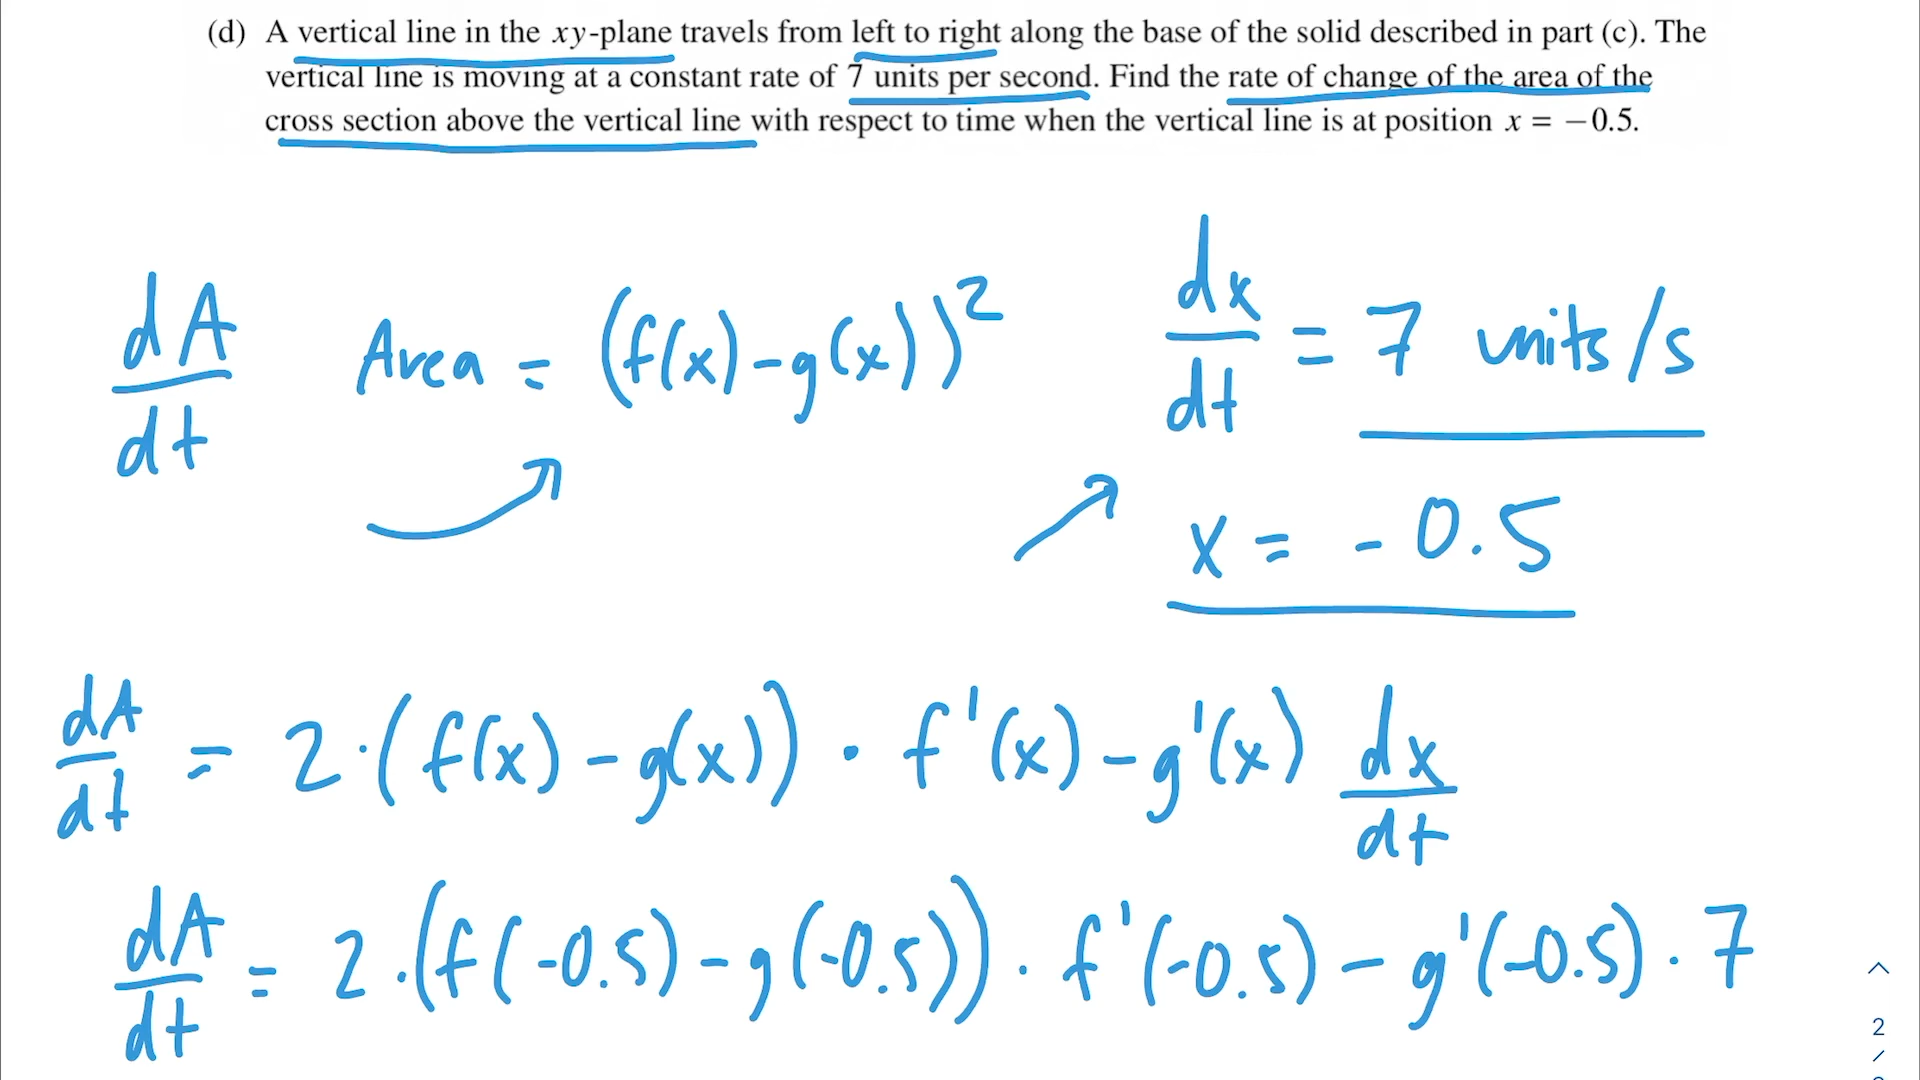 (d) A vertical line in the xy-plane travels from left to right along the base of the solid described in part (c). The
vertical line is moving at a constant rate of 7 units per second. Find the rate of change of the area of the
cross section above the vertical line with respect to time when the vertical line is at position x = −0.5.
dA/dt Area = (f(x)-g(x))² dx/dt = 7 units/s
x = -0.5
dA/dt = 2·(f(x) - g(x)) · f'(x) - g'(x) dx/dt
dA/dt = 2·(f(-0.5) - g(-0.5)) · f'(-0.5) - g'(-0.5) · 7
2
/